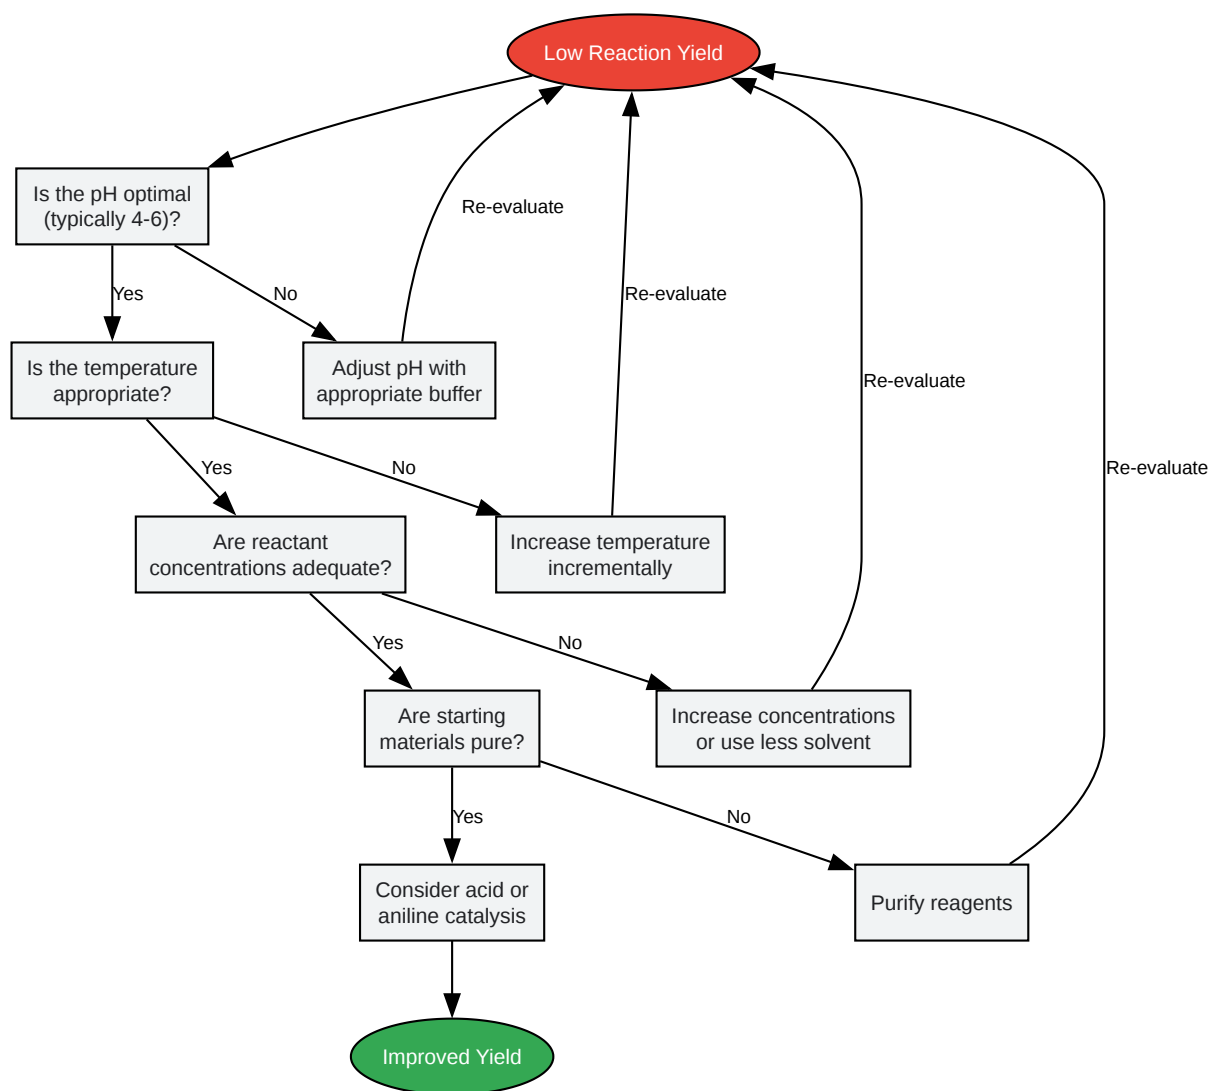 Low Reaction Yield
Is the pH optimal
(typically 4-6)?
Re-evaluate
Yes
No
Re-evaluate
Is the temperature
appropriate?
Adjust pH with
appropriate buffer
Re-evaluate
Yes
No
Re-evaluate
Are reactant
concentrations adequate?
Increase temperature
incrementally
Yes
No
Are starting
materials pure?
Increase concentrations
or use less solvent
Yes
No
Consider acid or
aniline catalysis
Purify reagents
Improved Yield